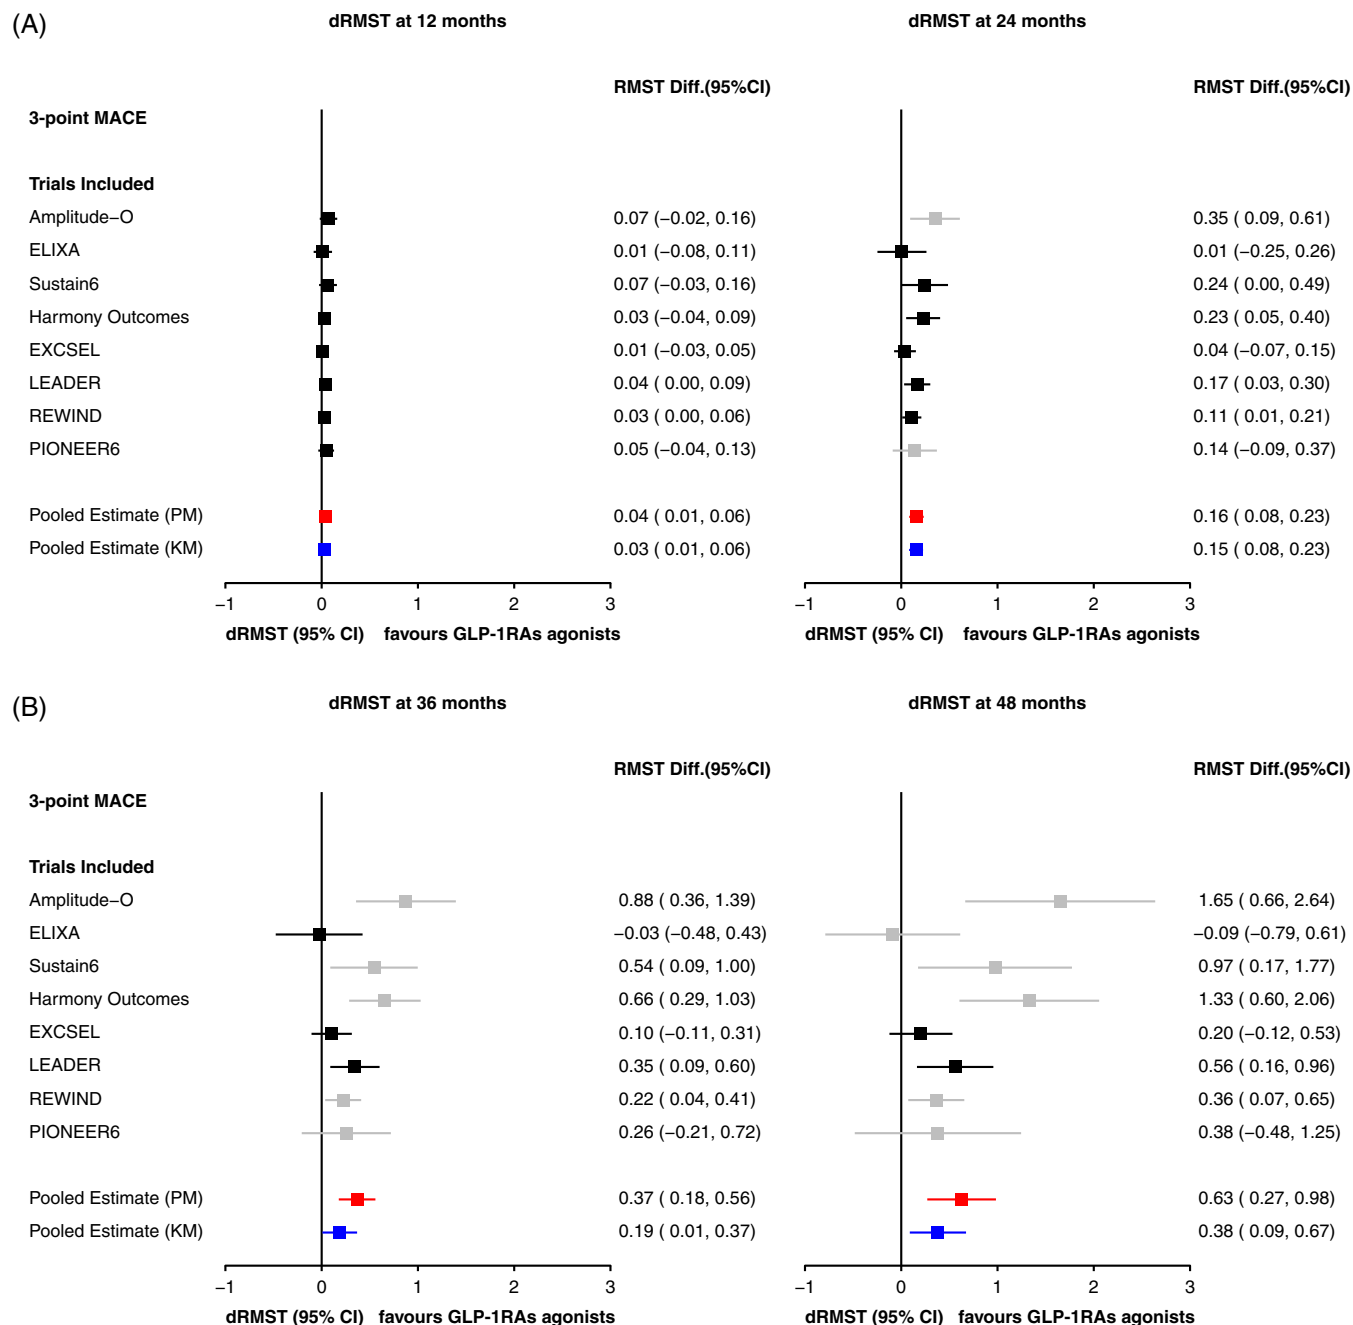 (A)
dRMST at 12 months
dRMST at 24 months
RMST Diff.(95%CI)
RMST Diff.(95%CI)
3-point MACE
Trials Included
Amplitude−O 0.07 (−0.02, 0.16) 0.35 ( 0.09, 0.61)
ELIXA 0.01 (−0.08, 0.11) 0.01 (−0.25, 0.26)
Sustain6 0.07 (−0.03, 0.16) 0.24 ( 0.00, 0.49)
Harmony Outcomes 0.03 (−0.04, 0.09) 0.23 ( 0.05, 0.40)
EXCSEL 0.01 (−0.03, 0.05) 0.04 (−0.07, 0.15)
LEADER 0.04 ( 0.00, 0.09) 0.17 ( 0.03, 0.30)
REWIND 0.03 ( 0.00, 0.06) 0.11 ( 0.01, 0.21)
PIONEER6 0.05 (−0.04, 0.13) 0.14 (−0.09, 0.37)
Pooled Estimate (PM) 0.04 ( 0.01, 0.06) 0.16 ( 0.08, 0.23)
Pooled Estimate (KM) 0.03 ( 0.01, 0.06) 0.15 ( 0.08, 0.23)
−1 0 1 2 3 −1 0 1 2 3
dRMST (95% CI) favours GLP-1RAs agonists dRMST (95% CI) favours GLP-1RAs agonists
(B)
dRMST at 36 months
dRMST at 48 months
RMST Diff.(95%CI)
RMST Diff.(95%CI)
3-point MACE
Trials Included
Amplitude−O 0.88 ( 0.36, 1.39) 1.65 ( 0.66, 2.64)
ELIXA −0.03 (−0.48, 0.43) −0.09 (−0.79, 0.61)
Sustain6 0.54 ( 0.09, 1.00) 0.97 ( 0.17, 1.77)
Harmony Outcomes 0.66 ( 0.29, 1.03) 1.33 ( 0.60, 2.06)
EXCSEL 0.10 (−0.11, 0.31) 0.20 (−0.12, 0.53)
LEADER 0.35 ( 0.09, 0.60) 0.56 ( 0.16, 0.96)
REWIND 0.22 ( 0.04, 0.41) 0.36 ( 0.07, 0.65)
PIONEER6 0.26 (−0.21, 0.72) 0.38 (−0.48, 1.25)
Pooled Estimate (PM) 0.37 ( 0.18, 0.56) 0.63 ( 0.27, 0.98)
Pooled Estimate (KM) 0.19 ( 0.01, 0.37) 0.38 ( 0.09, 0.67)
−1 0 1 2 3 −1 0 1 2 3
dRMST (95% CI) favours GLP-1RAs agonists dRMST (95% CI) favours GLP-1RAs agonists